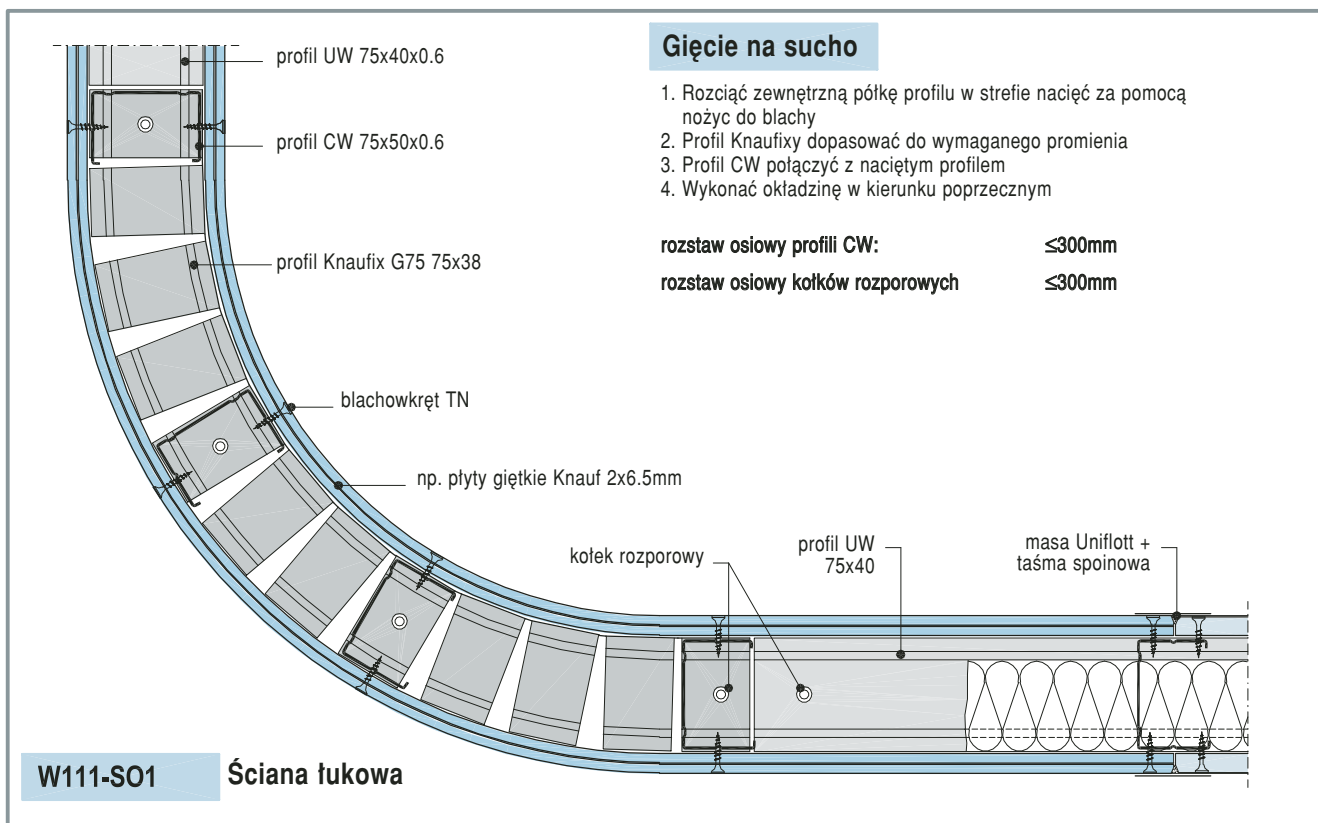 Gięcie na sucho
1. Rozciąć zewnętrzną półkę profilu w strefie nacięć za pomocą
nożyc do blachy
2. Profil Knaufixy dopasować do wymaganego promienia
3. Profil CW połączyć z naciętym profilem
4. Wykonać okładzinę w kierunku poprzecznym
rozstaw osiowy profili CW: ≤300mm
rozstaw osiowy kołków rozporowych ≤300mm
profil UW 75x40x0.6
profil CW 75x50x0.6
profil Knaufix G75 75x38
blachowkręt TN
np. płyty giętkie Knauf 2x6.5mm
kołek rozporowy
profil UW
75x40
masa Uniflott +
taśma spoinowa
W111-SO1 Ściana łukowa